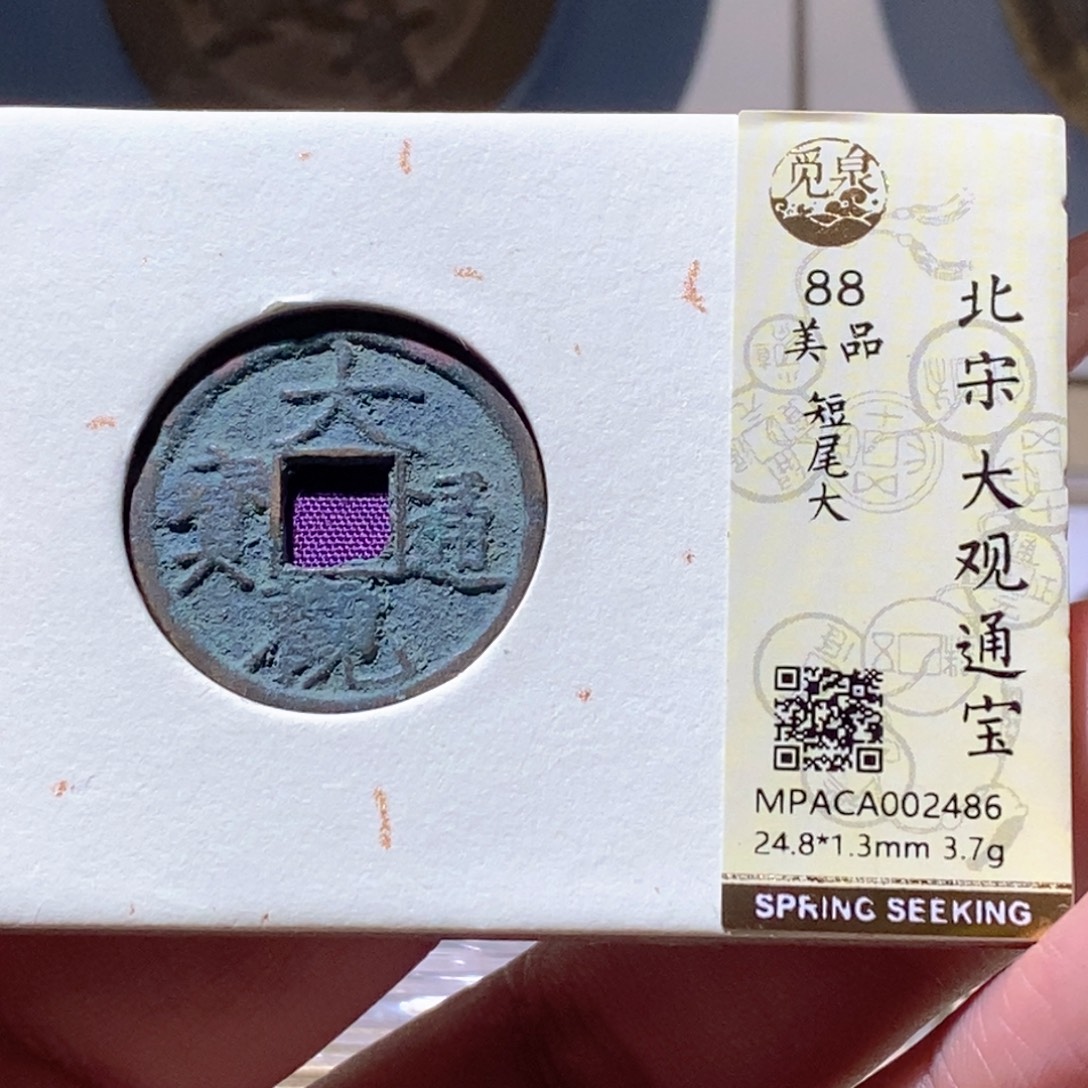 大
觀
通
寶
覓泉
88
美品
短尾大
北宋大观通宝
MPACA002486
24.8*1.3mm 3.7g
SPRING SEEKING